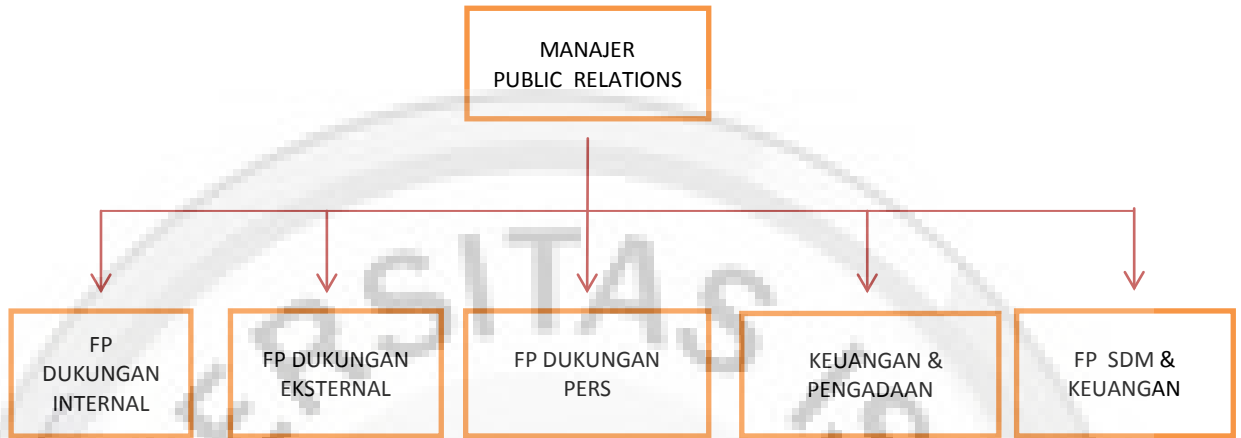 MANAJER
PUBLIC RELATIONS
FP
DUKUNGAN
INTERNAL
FP DUKUNGAN
EKSTERNAL
FP DUKUNGAN
PERS
KEUANGAN &
PENGADAAN
FP SDM &
KEUANGAN